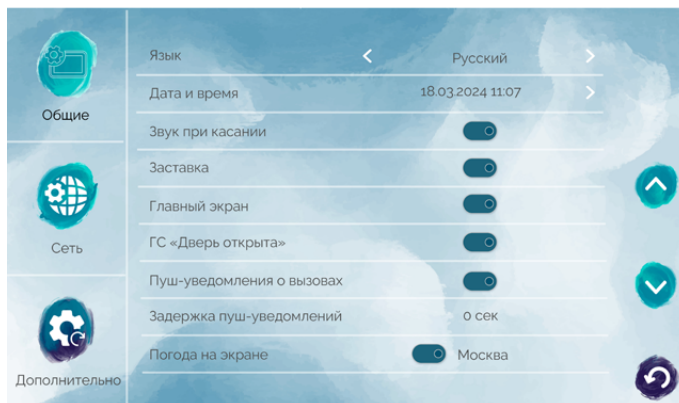 Общие
Сеть
Дополнительно
Язык Русский
Дата и время 18.03.2024 11:07
Звук при касании
Заставка
Главный экран
ГС «Дверь открыта»
Пуш-уведомления о вызовах
Задержка пуш-уведомлений 0 сек
Погода на экране Москва